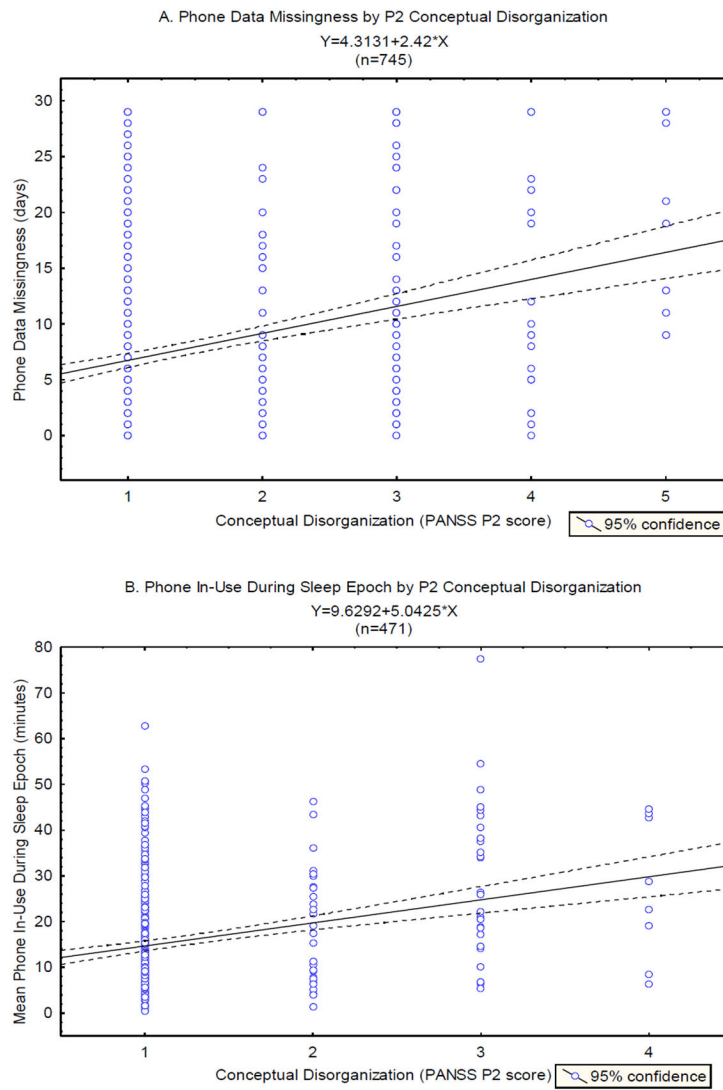 A. Phone Data Missingness by P2 Conceptual Disorganization
Y=4.3131+2.42*X
(n=745)
30
25
20
15
10
5
0
Phone Data Missingness (days)
1 2 3 4 5
Conceptual Disorganization (PANSS P2 score)
95% confidence
B. Phone In-Use During Sleep Epoch by P2 Conceptual Disorganization
Y=9.6292+5.0425*X
(n=471)
80
70
60
50
40
30
20
10
0
Mean Phone In-Use During Sleep Epoch (minutes)
1 2 3 4
Conceptual Disorganization (PANSS P2 score)
95% confidence